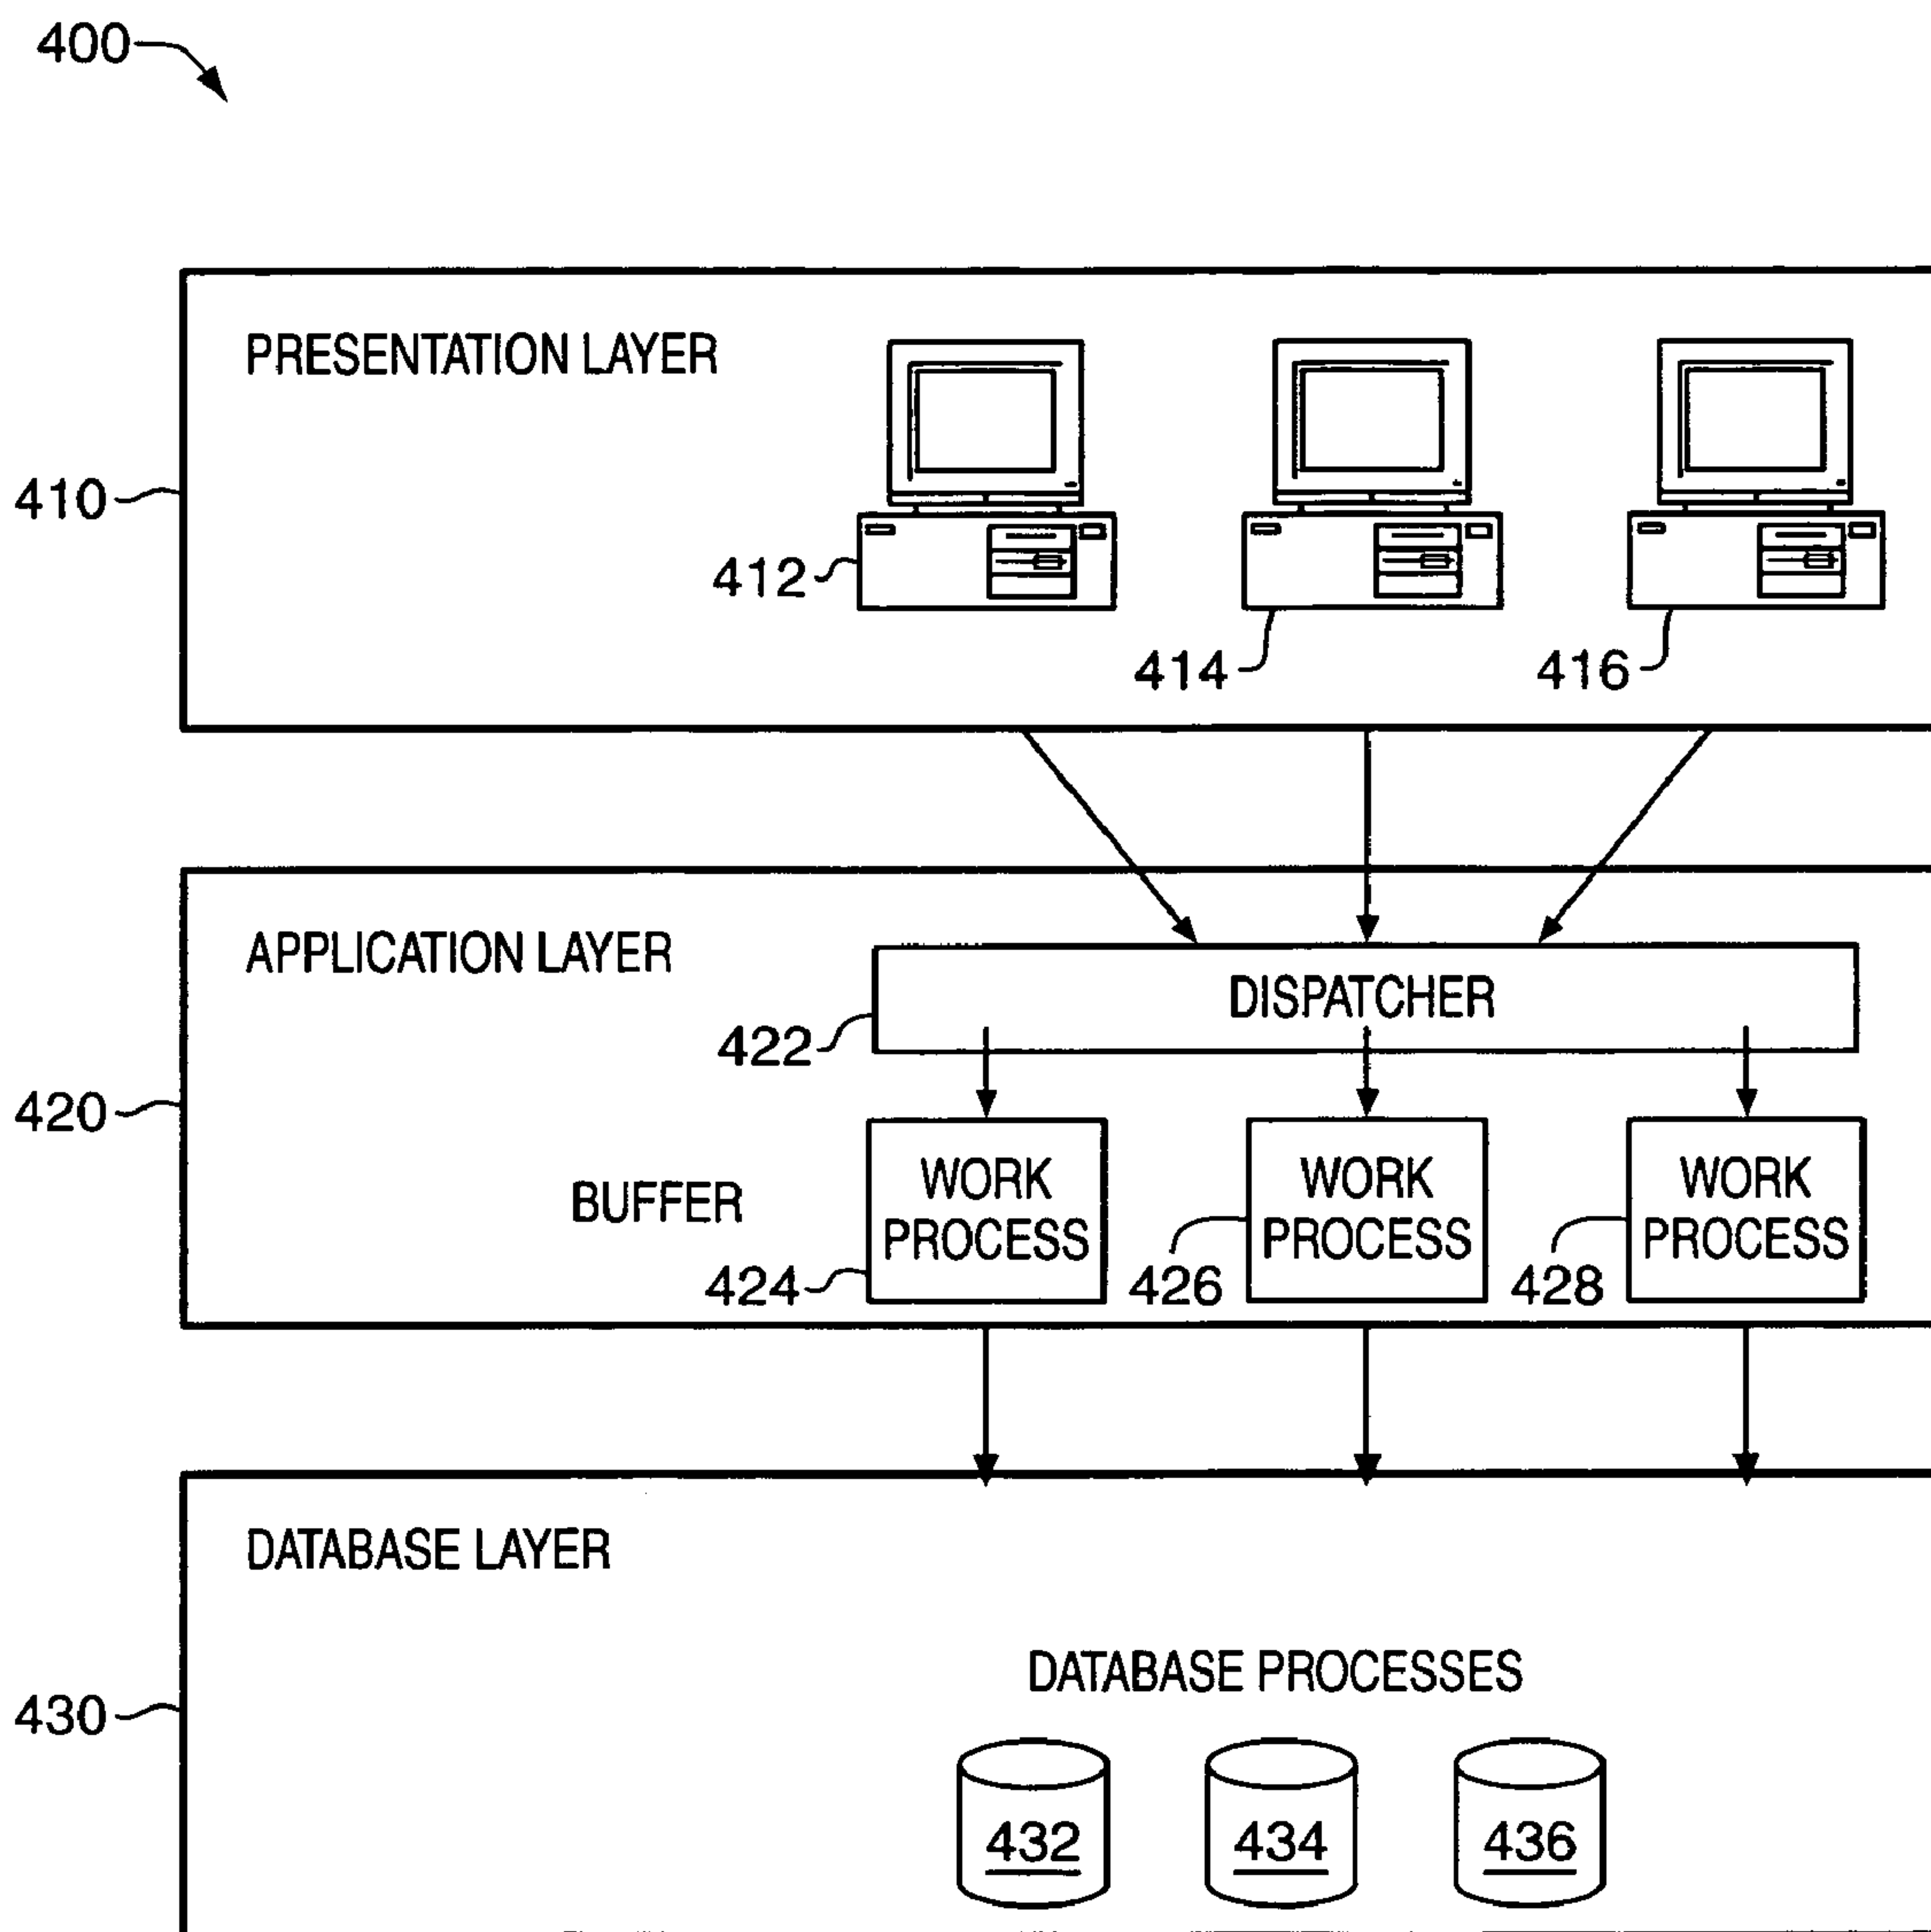 400
PRESENTATION LAYER
410
412
414
416
APPLICATION LAYER
DISPATCHER
422
420
BUFFER
WORK
PROCESS
WORK
PROCESS
WORK
PROCESS
424
426
428
DATABASE LAYER
DATABASE PROCESSES
430
432
434
436